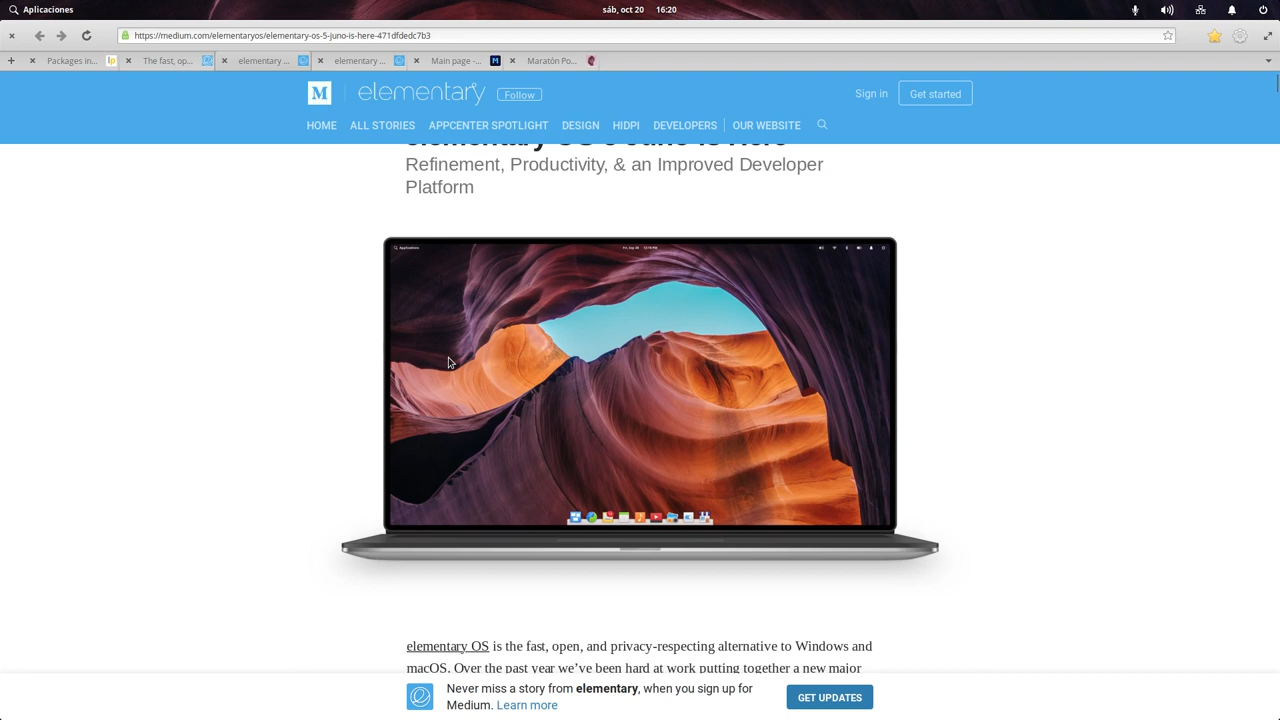 Aplicaciones
sáb, oct 20 16:20
https://medium.com/elementaryos/elementary-os-5-juno-is-here-471dfdedc7b3
Packages in...
The fast, op...
elementary ...
elementary ...
Main page -...
Maratón Po...
M elementary Follow
Sign in
Get started
HOME ALL STORIES APPCENTER SPOTLIGHT DESIGN HIDPI DEVELOPERS OUR WEBSITE
elementary OS 5 Juno is Here
Refinement, Productivity, & an Improved Developer
Platform
Applications
elementary OS is the fast, open, and privacy-respecting alternative to Windows and
macOS. Over the past year we’ve been hard at work putting together a new major
Never miss a story from elementary, when you sign up for
Medium. Learn more
GET UPDATES